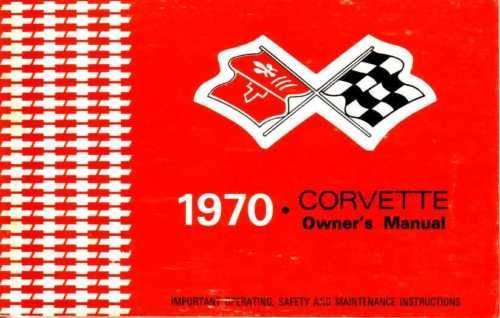 1970 • CORVETTE
Owner's Manual
IMPORTANT OPERATING, SAFETY AND MAINTENANCE INSTRUCTIONS